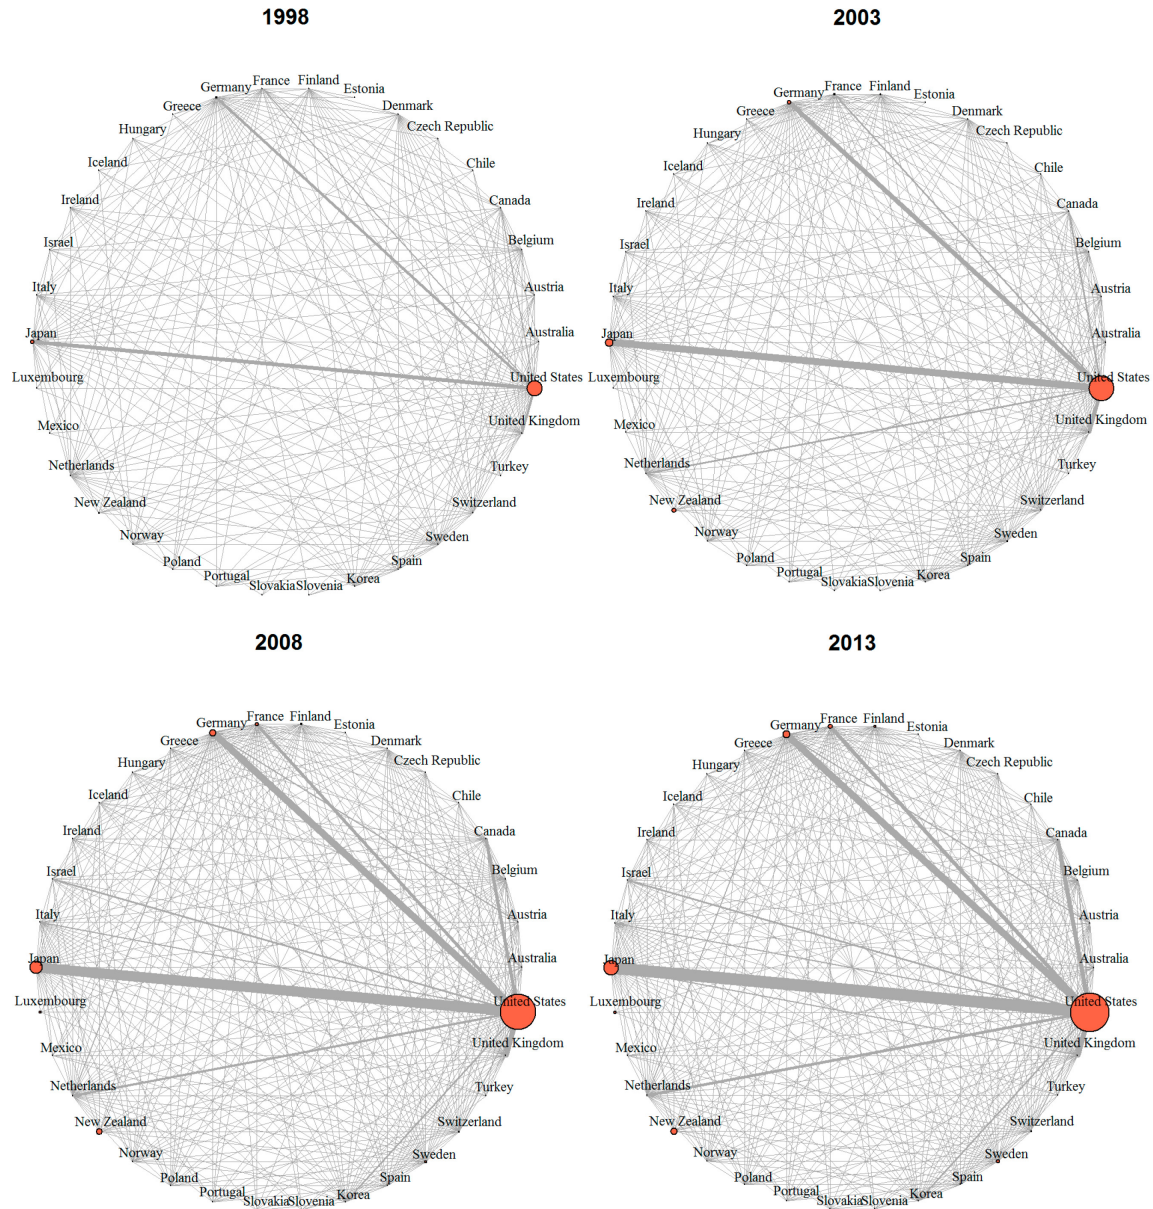 1998
Germany
France
Finland
Estonia
Greece
Denmark
Hungary
Czech Republic
Iceland
Chile
Ireland
Canada
Israel
Belgium
Italy
Austria
Japan
Australia
Luxembourg
United States
Mexico
United Kingdom
Netherlands
Turkey
New Zealand
Switzerland
Norway
Sweden
Poland
Spain
Portugal
Slovakia
Slovenia
Korea
2003
Germany
France
Finland
Estonia
Greece
Denmark
Hungary
Czech Republic
Iceland
Chile
Ireland
Canada
Israel
Belgium
Italy
Austria
Japan
Australia
Luxembourg
United States
Mexico
United Kingdom
Netherlands
Turkey
New Zealand
Switzerland
Norway
Sweden
Poland
Spain
Portugal
Slovakia
Slovenia
Korea
2008
Germany
France
Finland
Estonia
Greece
Denmark
Hungary
Czech Republic
Iceland
Chile
Ireland
Canada
Israel
Belgium
Italy
Austria
Japan
Australia
Luxembourg
United States
Mexico
United Kingdom
Netherlands
Turkey
New Zealand
Switzerland
Norway
Sweden
Poland
Spain
Portugal
Slovakia
Slovenia
Korea
2013
Germany
France
Finland
Estonia
Greece
Denmark
Hungary
Czech Republic
Iceland
Chile
Ireland
Canada
Israel
Belgium
Italy
Austria
Japan
Australia
Luxembourg
United States
Mexico
United Kingdom
Netherlands
Turkey
New Zealand
Switzerland
Norway
Sweden
Poland
Spain
Portugal
Slovakia
Slovenia
Korea